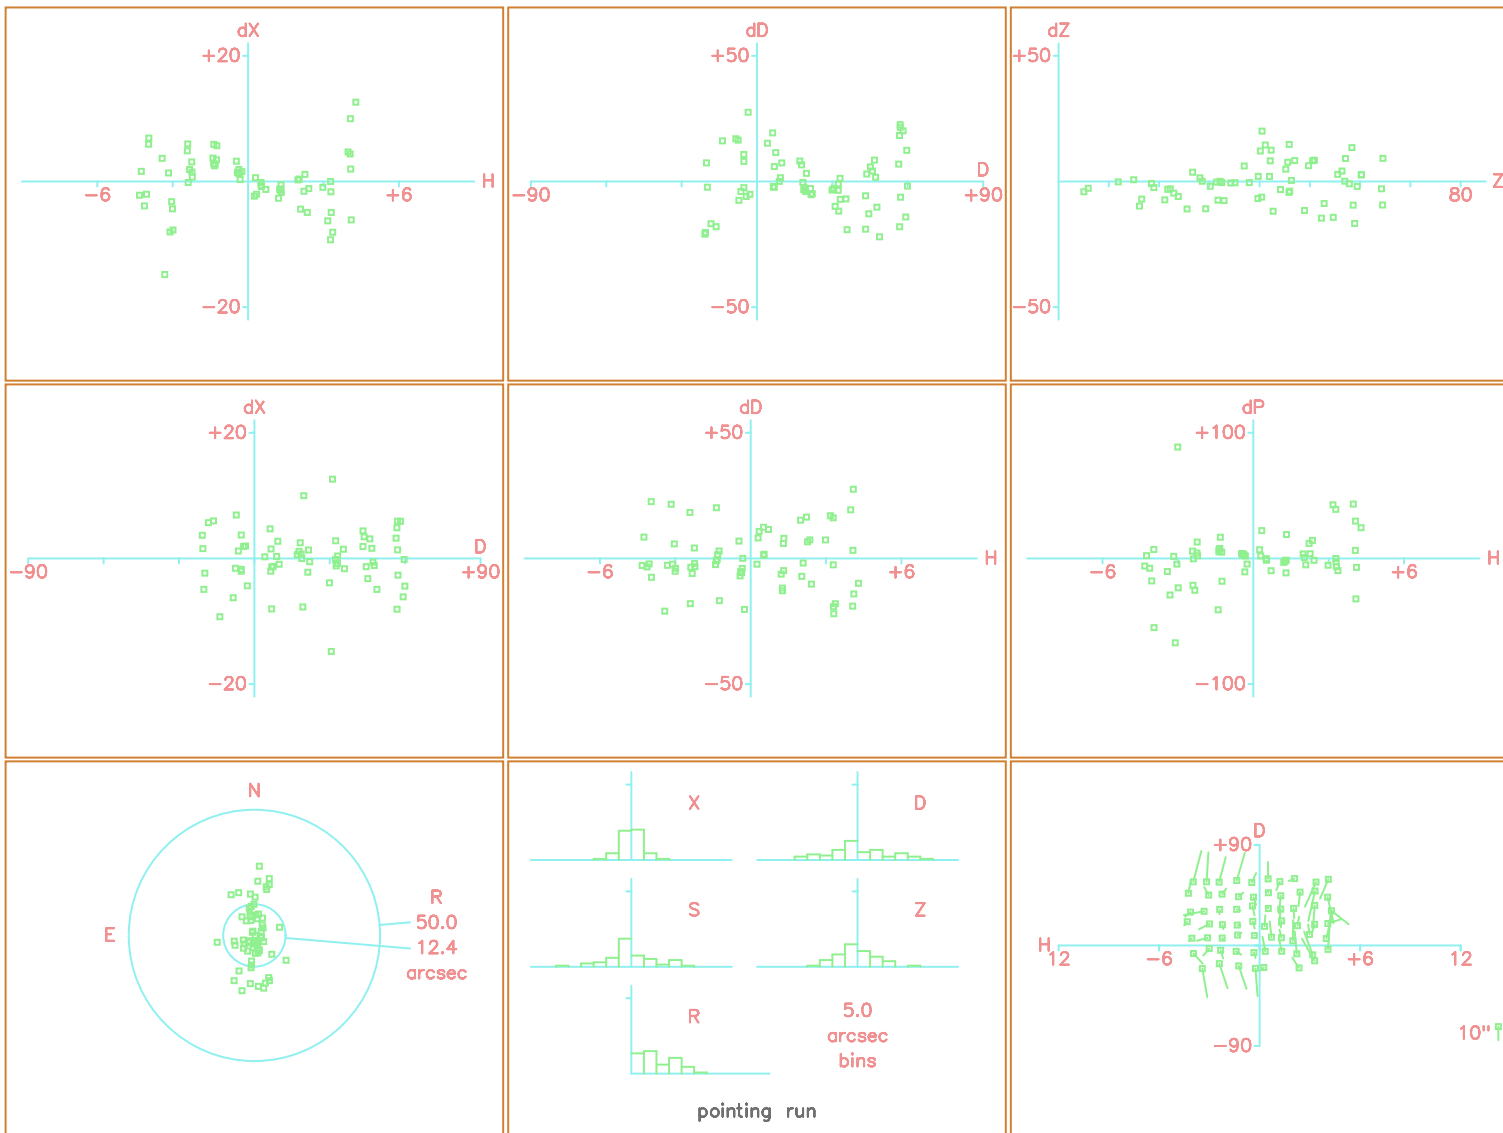 dX
+20
H
−6
+6
−20
dD
+50
D
−90
+90
−50
dZ
+50
Z
80
−50
dX
+20
D
−90
+90
−20
dD
+50
H
−6
+6
−50
dP
+100
H
−6
+6
−100
N
E
R
50.0
12.4
arcsec
X
D
S
Z
R
5.0
arcsec
bins
pointing run
D
+90
H
12
−6
+6
12
−90
10"